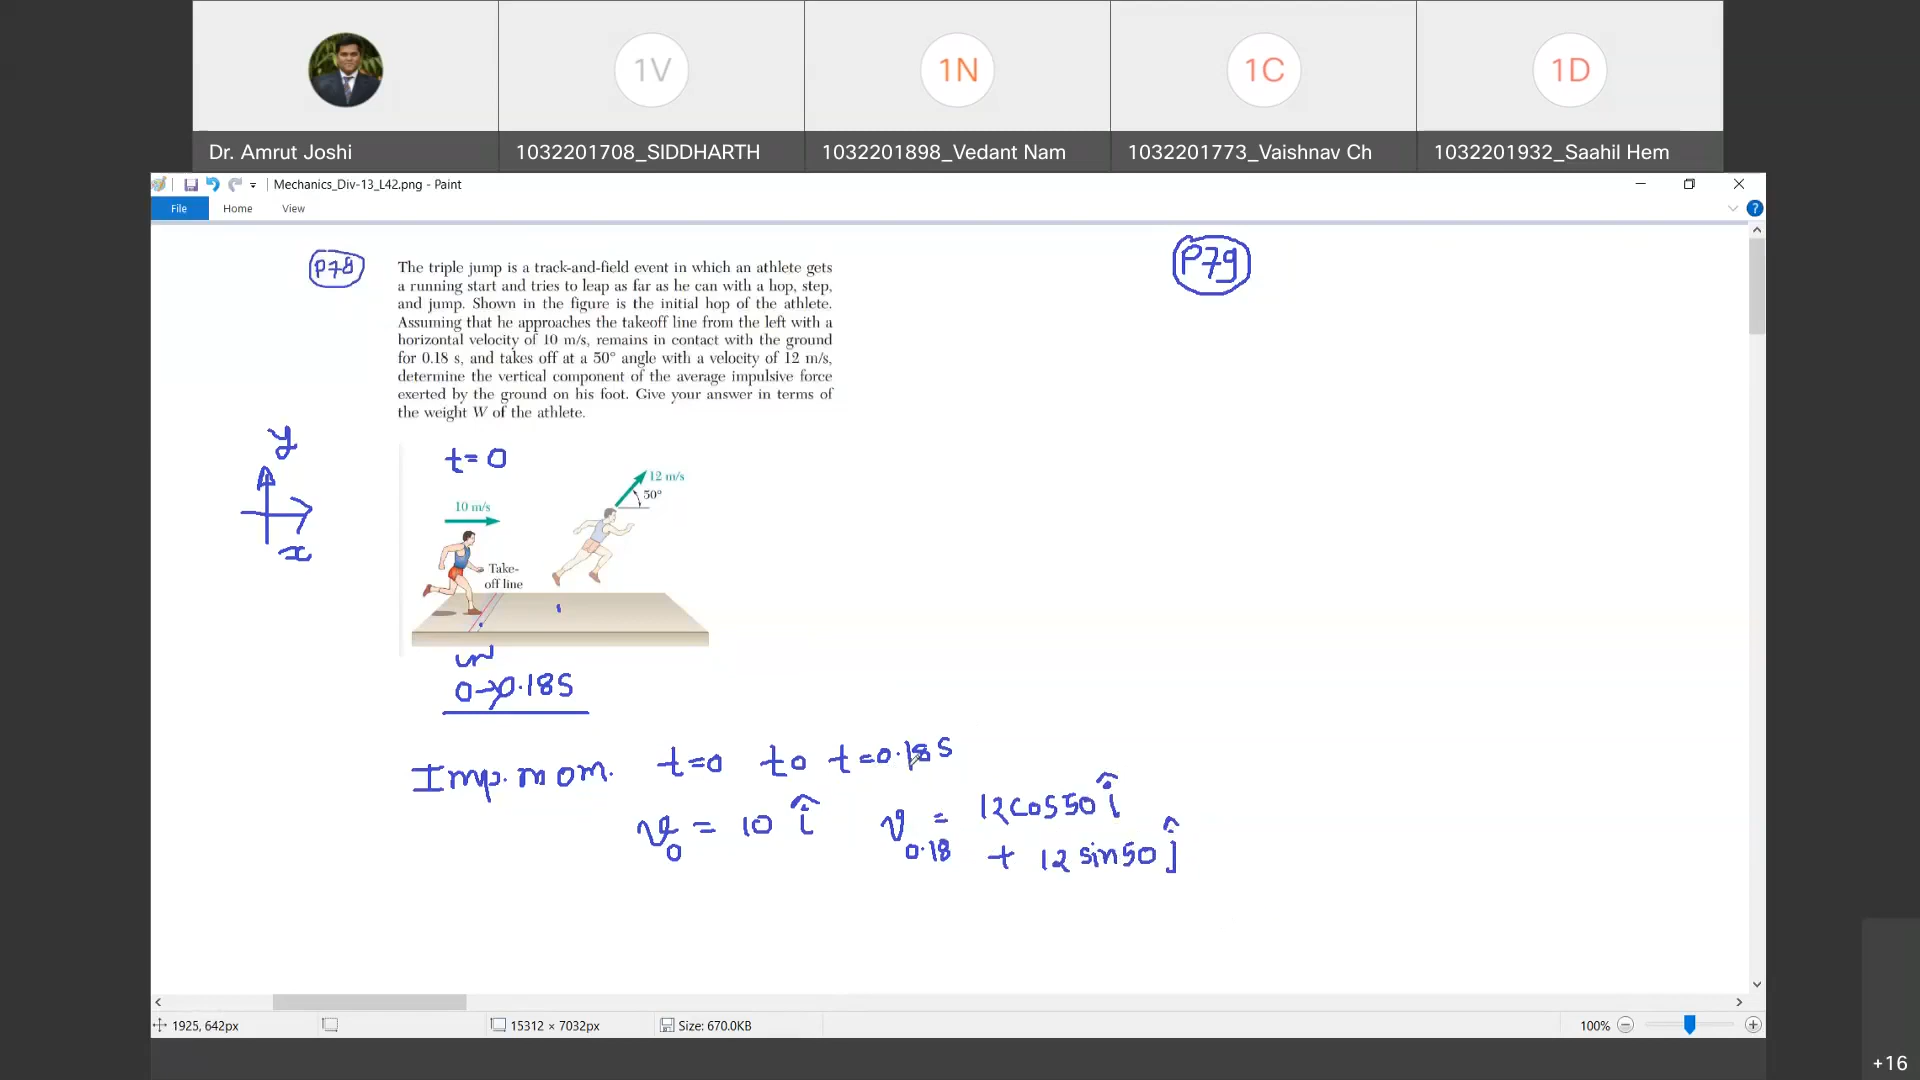 1V
1N
1C
1D
Dr. Amrut Joshi
1032201708_SIDDHARTH
1032201898_Vedant Nam
1032201773_Vaishnav Ch
1032201932_Saahil Hem
Mechanics_Div-13_L42.png - Paint
File
Home
View
?
P78
P79
The triple jump is a track-and-field event in which an athlete gets
a running start and tries to leap as far as he can with a hop, step,
and jump. Shown in the figure is the initial hop of the athlete.
Assuming that he approaches the takeoff line from the left with a
horizontal velocity of 10 m/s, remains in contact with the ground
for 0.18 s, and takes off at a 50° angle with a velocity of 12 m/s,
determine the vertical component of the average impulsive force
exerted by the ground on his foot. Give your answer in terms of
the weight W of the athlete.
y
x
t=0
12 m/s
50°
10 m/s
Take-
off line
0→0.18S
Imp. mom. t=0 to t=0.18 S
v₀ = 10 î
v₀.₁₈ = 12cos50 î
+ 12 sin50 ĵ
1925, 642px
15312 × 7032px
Size: 670.0KB
100%
+16